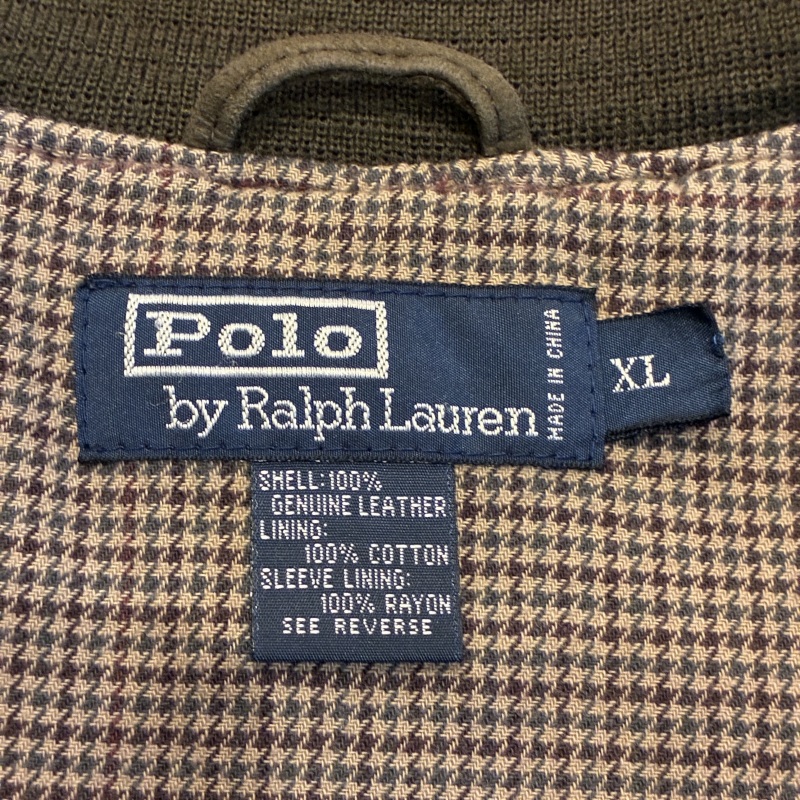 Polo
by Ralph Lauren
MADE IN CHINA
XL
SHELL:100%
GENUINE LEATHER
LINING:
100% COTTON
SLEEVE LINING:
100% RAYON
SEE REVERSE